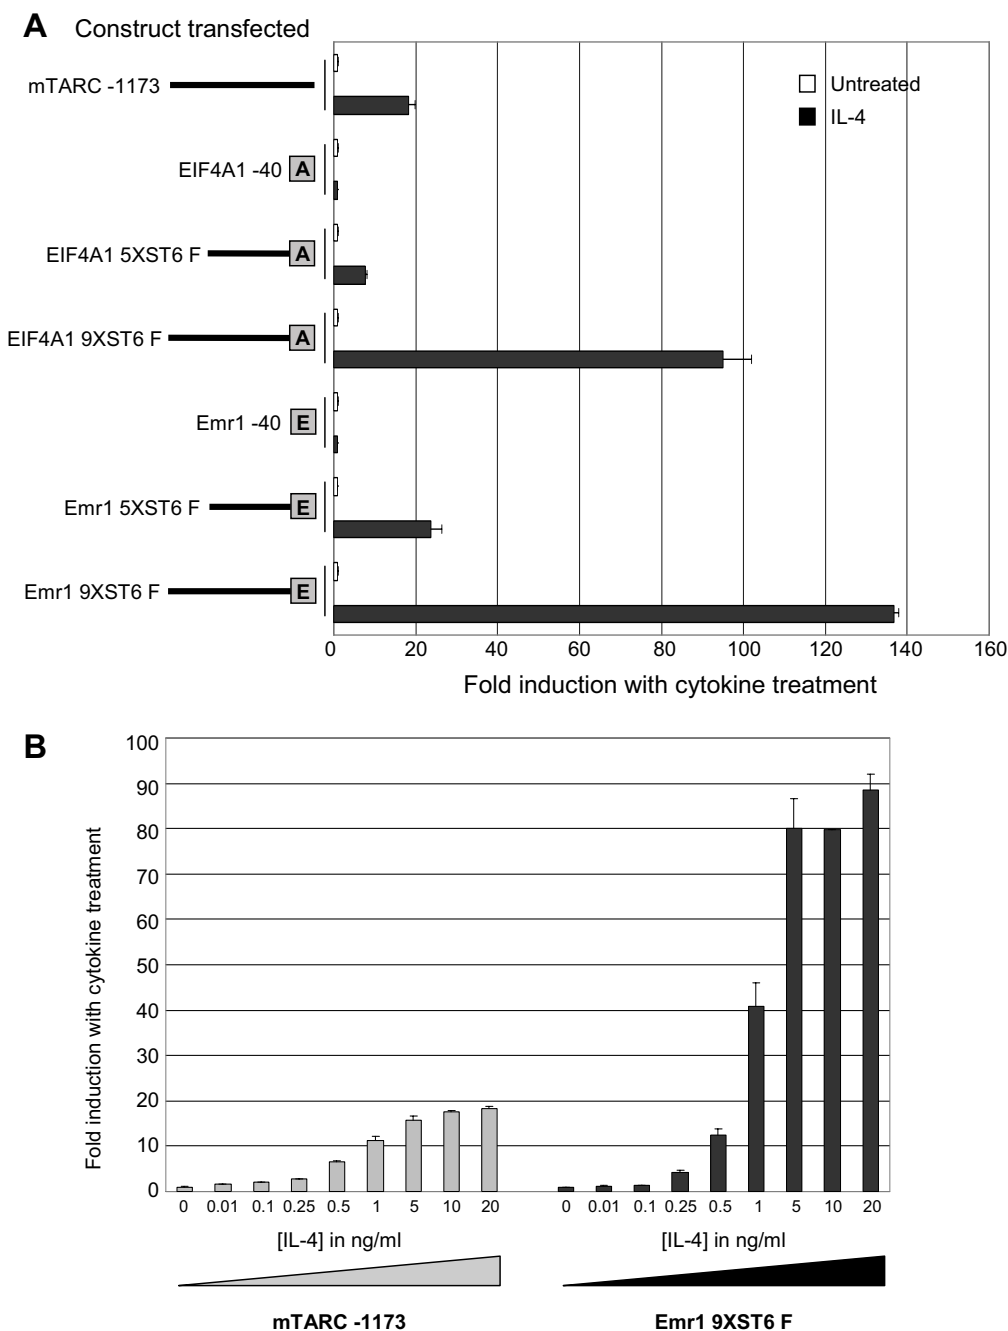 A Construct transfected
Untreated
IL-4
mTARC -1173
EIF4A1 -40 A
EIF4A1 5XST6 F A
EIF4A1 9XST6 F A
Emr1 -40 E
Emr1 5XST6 F E
Emr1 9XST6 F E
0 20 40 60 80 100 120 140 160
Fold induction with cytokine treatment
B
Fold induction with cytokine treatment
100
90
80
70
60
50
40
30
20
10
0
0 0.01 0.1 0.25 0.5 1 5 10 20 0 0.01 0.1 0.25 0.5 1 5 10 20
[IL-4] in ng/ml [IL-4] in ng/ml
mTARC -1173 Emr1 9XST6 F